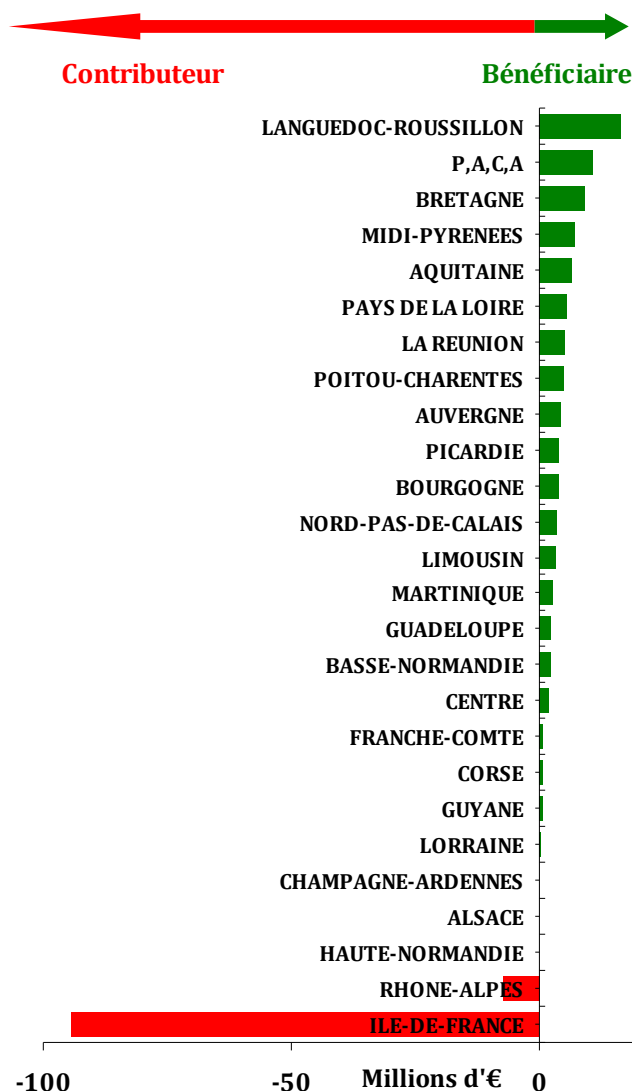 Contributeur Bénéficiaire
LANGUEDOC-ROUSSILLON
P,A,C,A
BRETAGNE
MIDI-PYRENEES
AQUITAINE
PAYS DE LA LOIRE
LA REUNION
POITOU-CHARENTES
AUVERGNE
PICARDIE
BOURGOGNE
NORD-PAS-DE-CALAIS
LIMOUSIN
MARTINIQUE
GUADELOUPE
BASSE-NORMANDIE
CENTRE
FRANCHE-COMTE
CORSE
GUYANE
LORRAINE
CHAMPAGNE-ARDENNES
ALSACE
HAUTE-NORMANDIE
RHONE-ALPES
ILE-DE-FRANCE
-100 -50 Millions d'€ 0